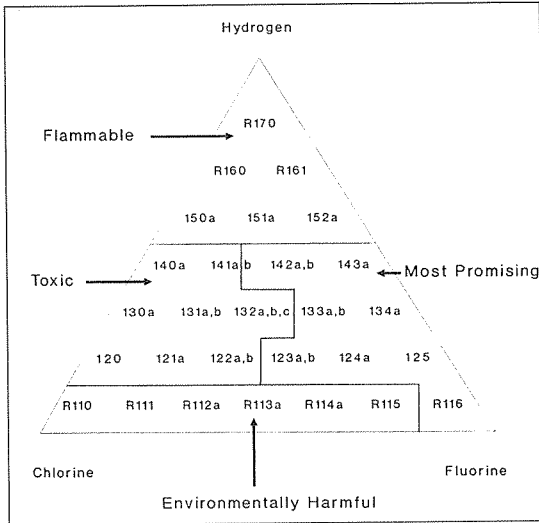 Hydrogen
R170
Flammable
R160 R161
150a 151a 152a
140a 141a,b 142a,b 143a
Toxic
Most Promising
130a 131a,b 132a,b,c 133a,b 134a
120 121a 122a,b 123a,b 124a 125
R110 R111 R112a R113a R114a R115 R116
Chlorine Fluorine
Environmentally Harmful